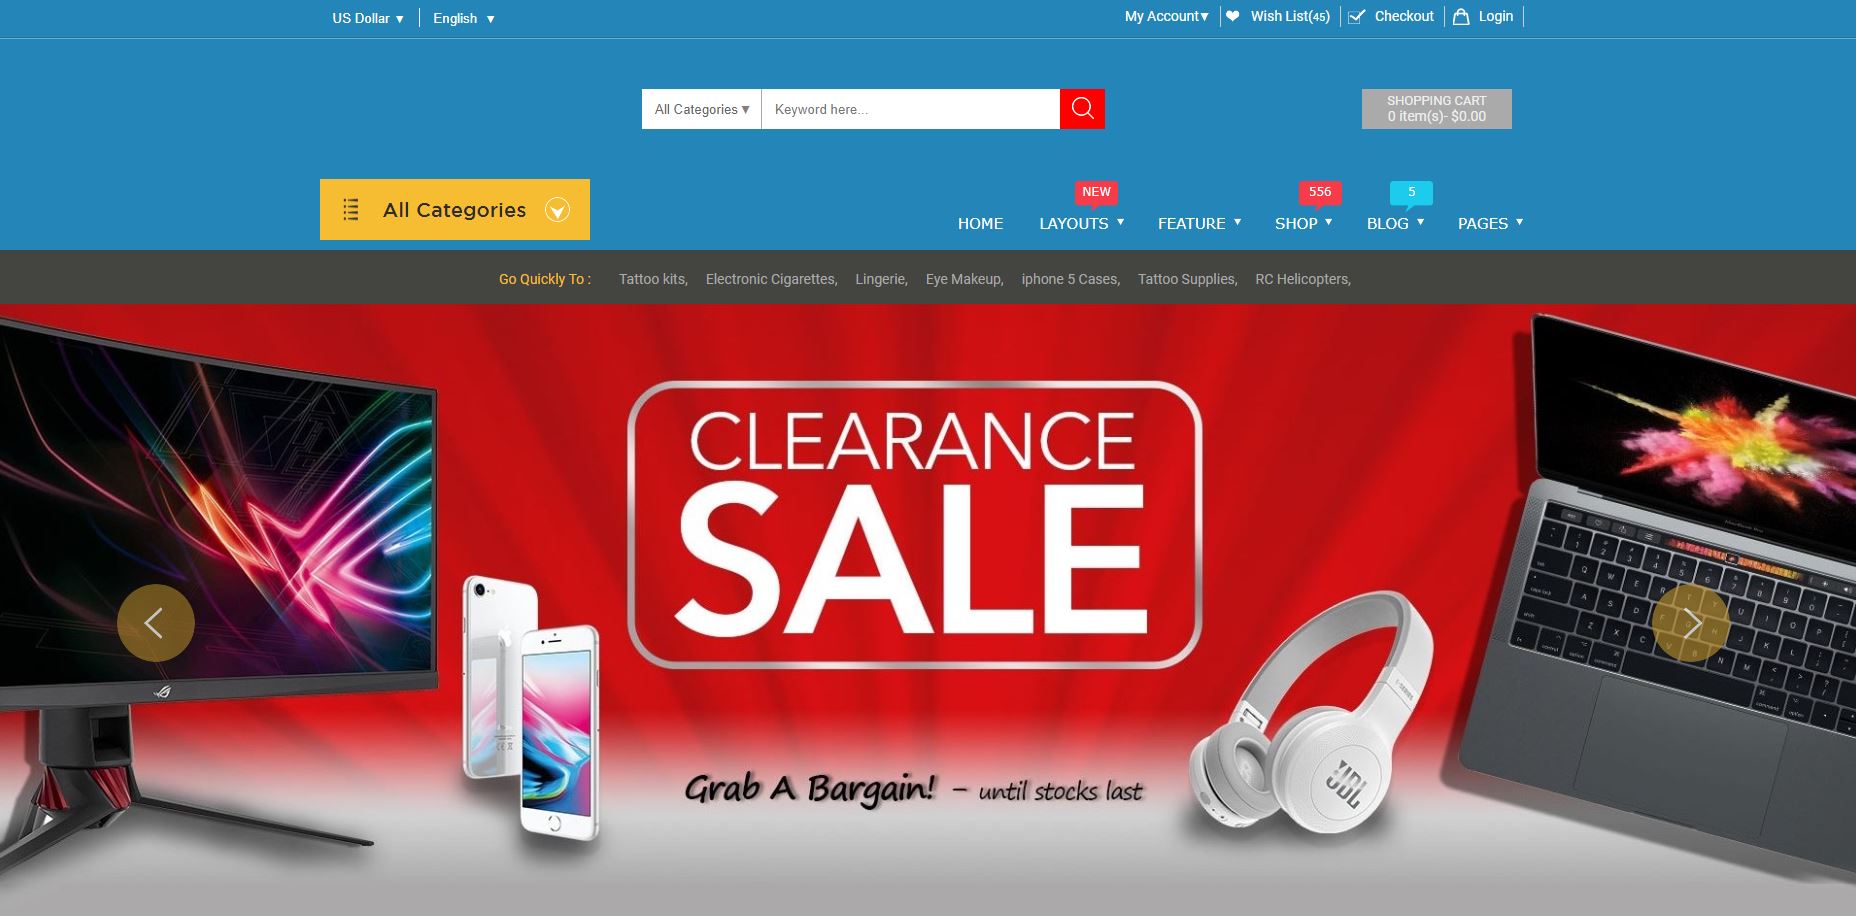 US Dollar ▼ English ▼ My Account▼ Wish List(45) Checkout Login
All Categories ▼ Keyword here...
SHOPPING CART
0 item(s)- $0.00
All Categories
NEW 556 5
HOME LAYOUTS ▼ FEATURE ▼ SHOP ▼ BLOG ▼ PAGES ▼
Go Quickly To : Tattoo kits, Electronic Cigarettes, Lingerie, Eye Makeup, iphone 5 Cases, Tattoo Supplies, RC Helicopters,
CLEARANCE
SALE
Grab A Bargain! – until stocks last
JBL
MacBook Pro